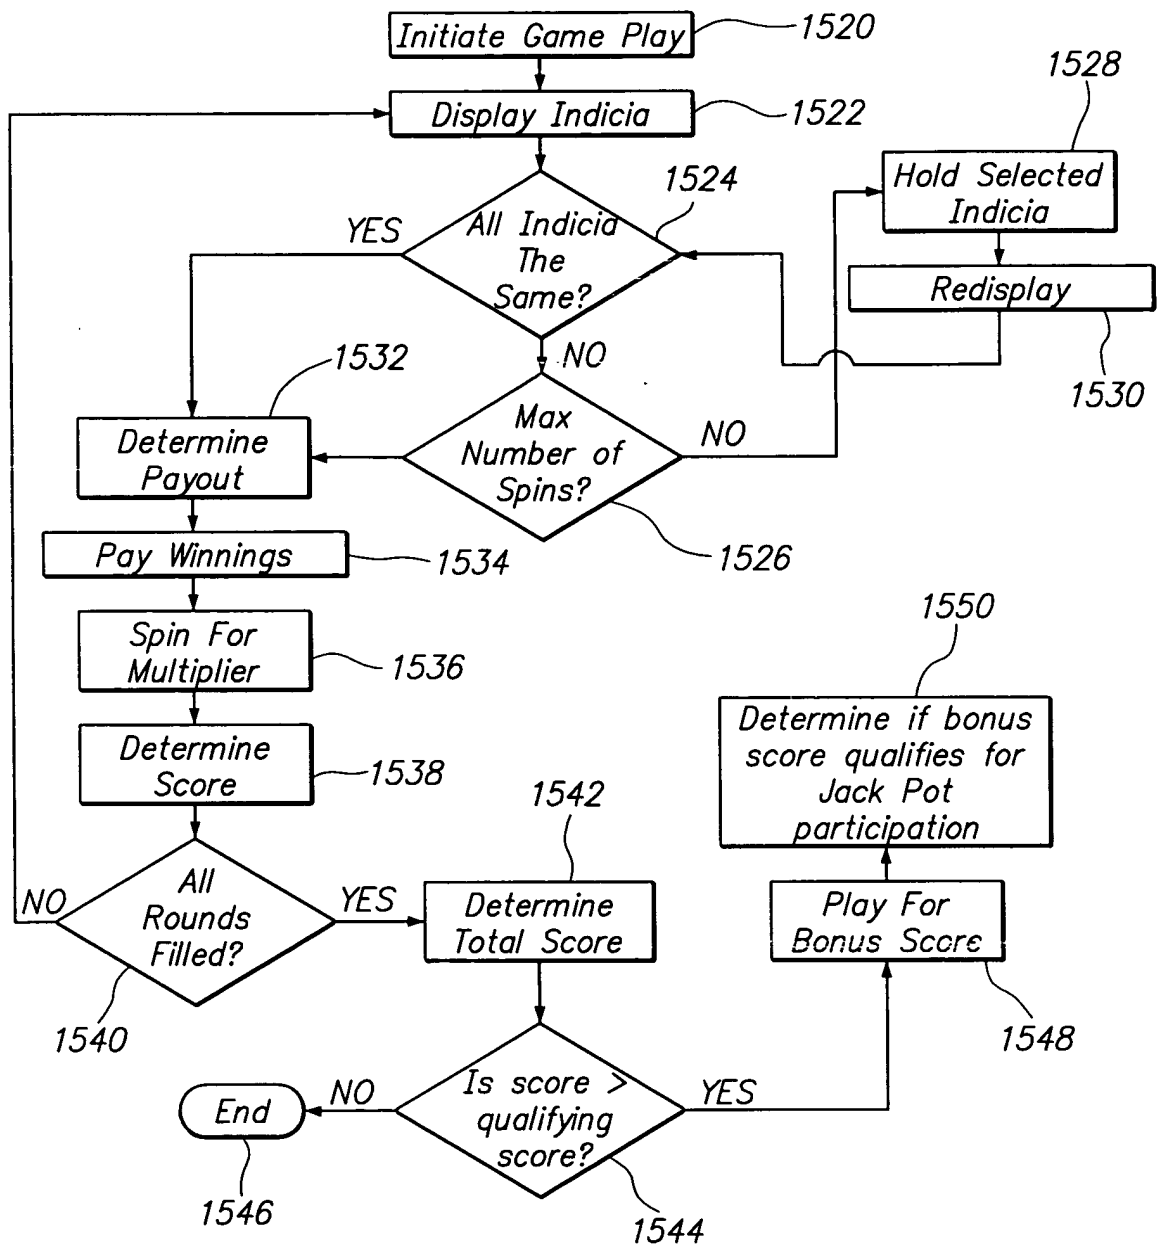 Initiate Game Play
1520
Display Indicia
1522
1528
Hold Selected
Indicia
1524
YES
All Indicia
The
Same?
Redisplay
1530
NO
1532
Determine
Payout
Max
Number of
Spins?
NO
1526
Pay Winnings
1534
Spin For
Multiplier
1536
1550
Determine if bonus
score qualifies for
Jack Pot
participation
Determine
Score
1538
1542
All
Rounds
Filled?
NO
YES
1540
Determine
Total Score
Play For
Bonus Score
1548
Is score >
qualifying
score?
NO
YES
End
1546
1544